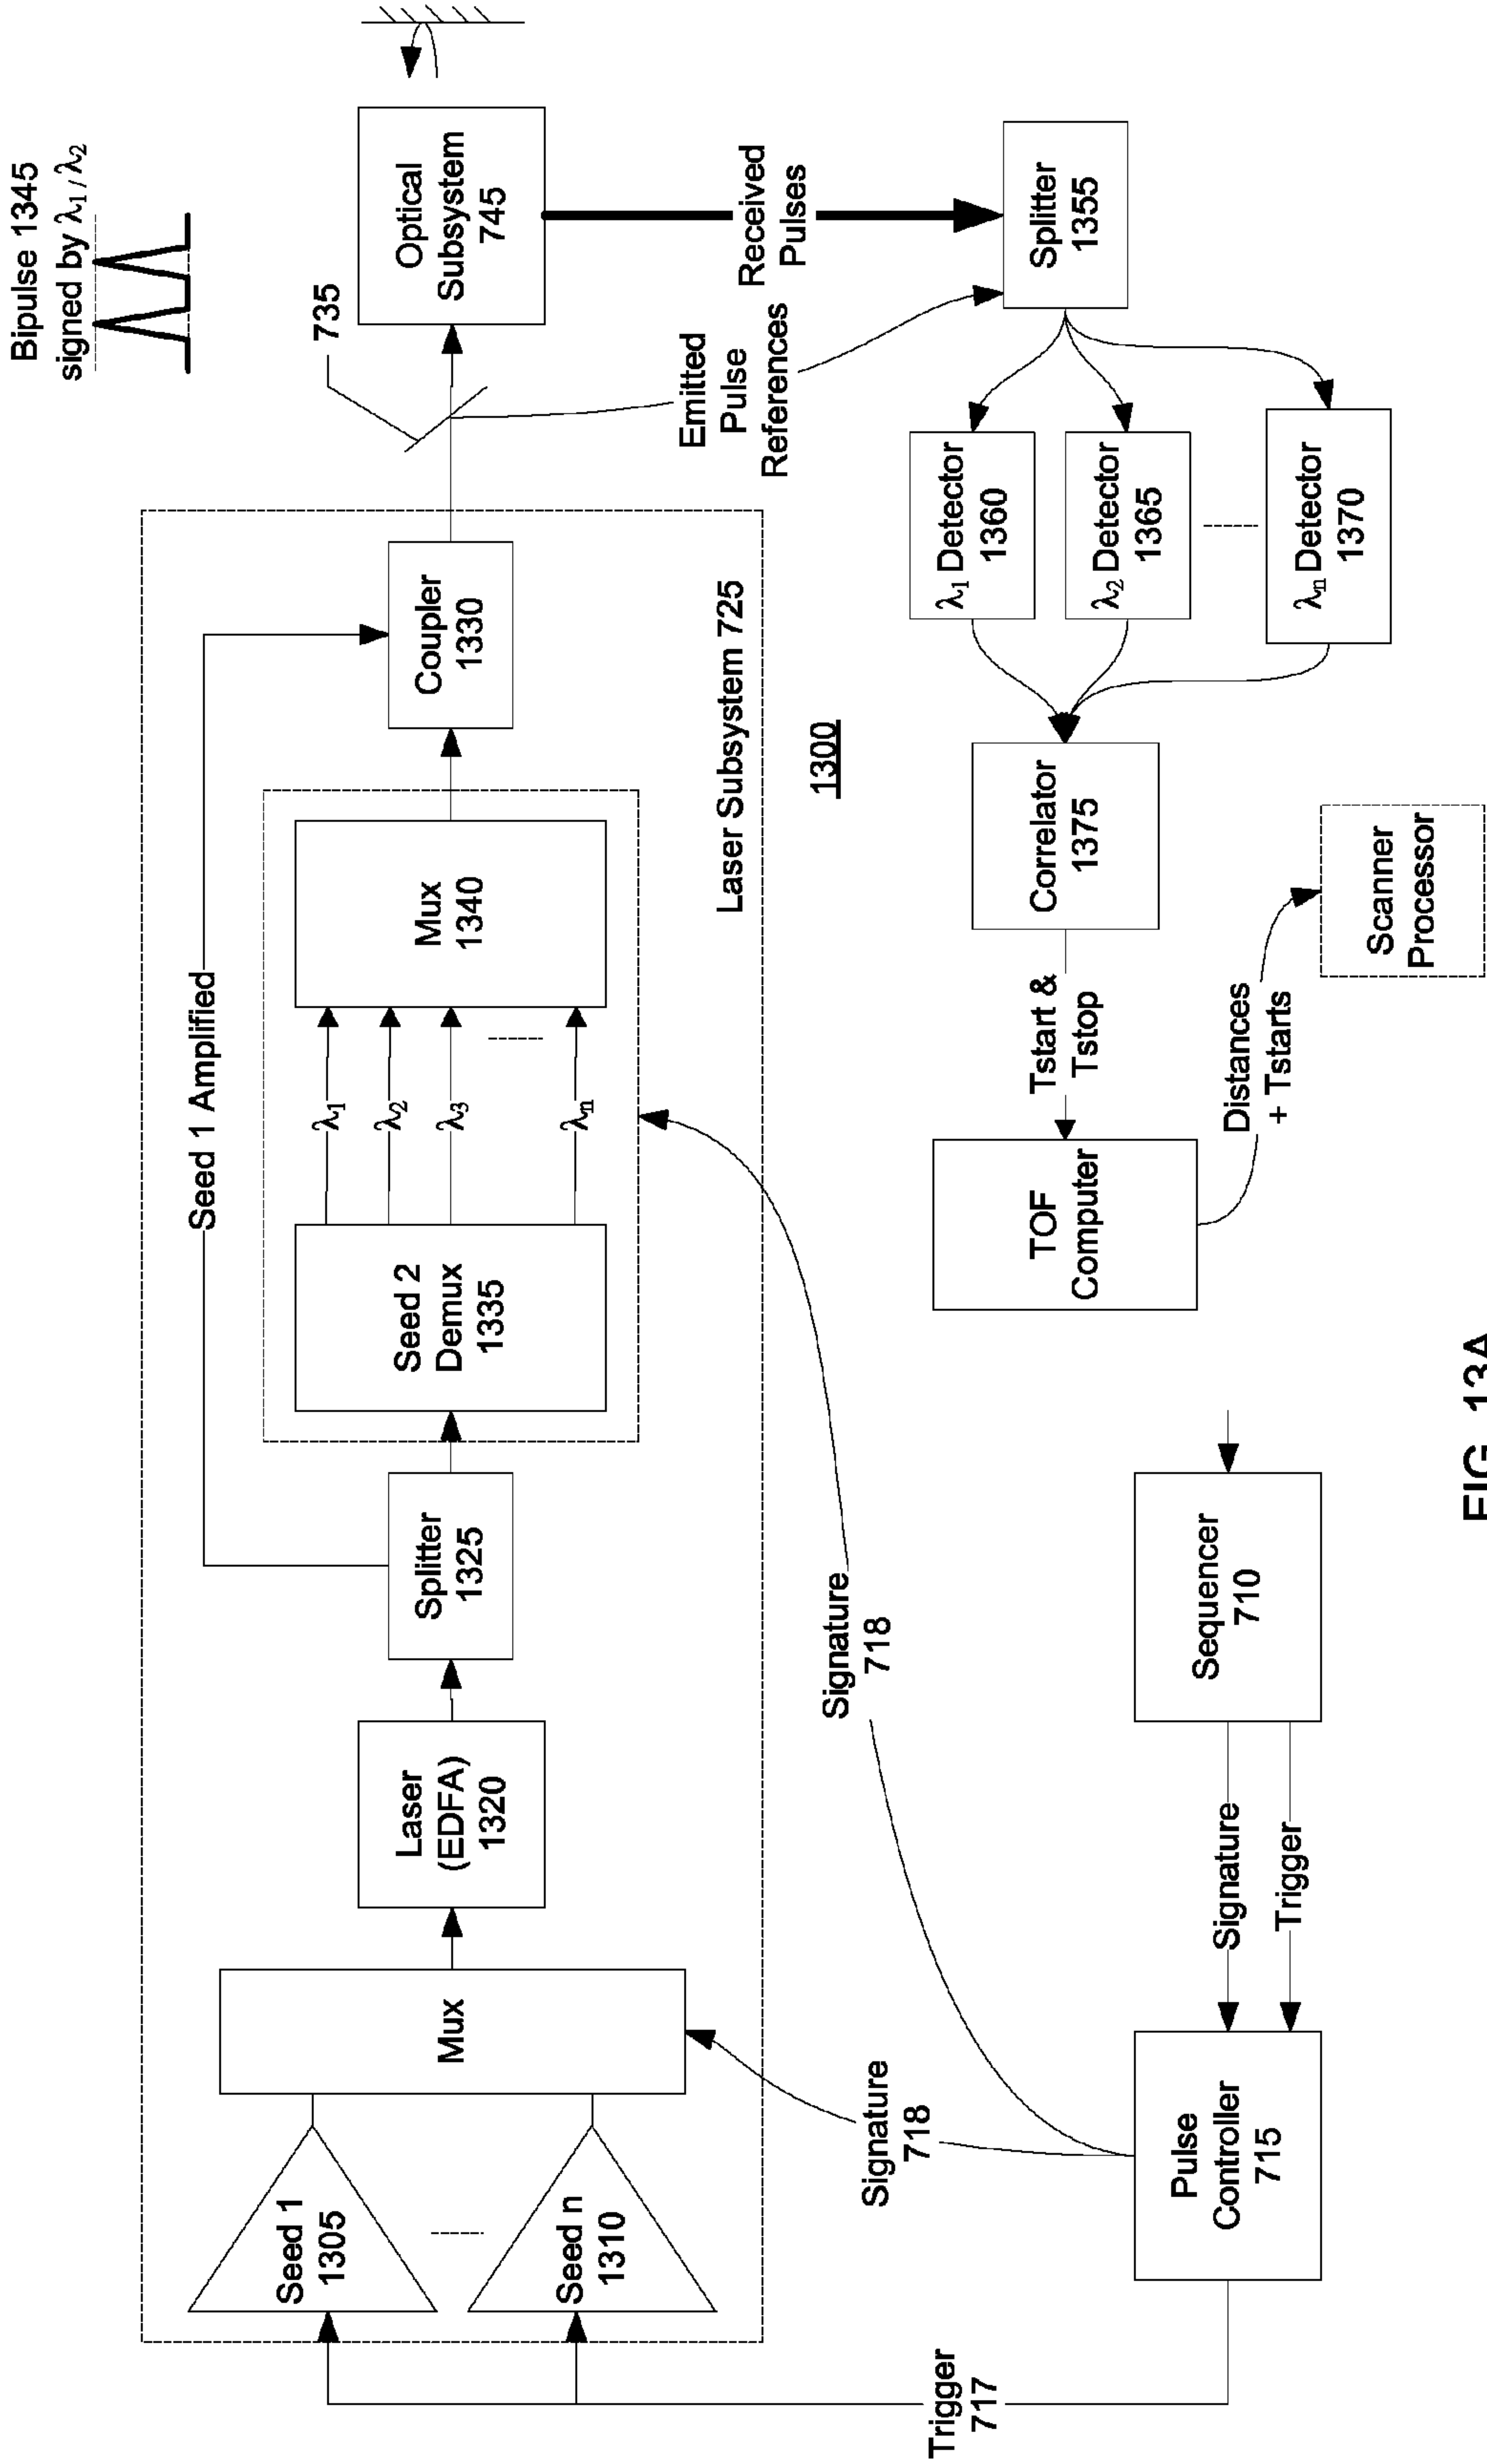 Bipulse 1345
signed by λ1 / λ2
Seed 1 Amplified
Seed 1
1305
Seed n
1310
Mux
Laser
(EDFA)
1320
Splitter
1325
Seed 2
Demux
1335
λ1
λ2
λ3
λn
Mux
1340
Coupler
1330
735
Optical
Subsystem
745
Laser Subsystem 725
Emitted
Pulse
References
Received
Pulses
Trigger
717
Signature
718
Signature
718
1300
Splitter
1355
λ1 Detector
1360
λ2 Detector
1365
λn Detector
1370
Correlator
1375
Tstart &
Tstop
TOF
Computer
Distances
+ Tstarts
Scanner
Processor
Pulse
Controller
715
Signature
Trigger
Sequencer
710
FIG. 13A